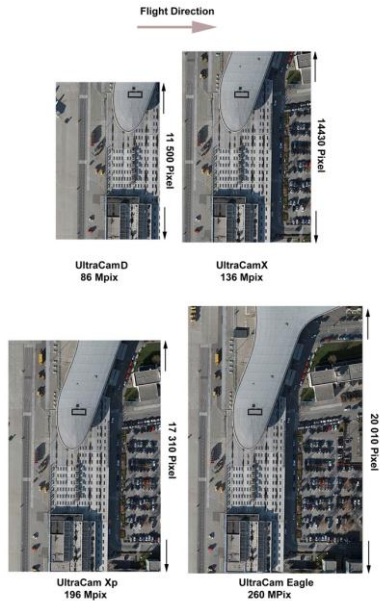 Flight Direction
11 500 Pixel
14430 Pixel
UltraCamD
86 Mpix
UltraCamX
136 Mpix
17 310 Pixel
20 010 Pixel
UltraCam Xp
196 Mpix
UltraCam Eagle
260 MPix